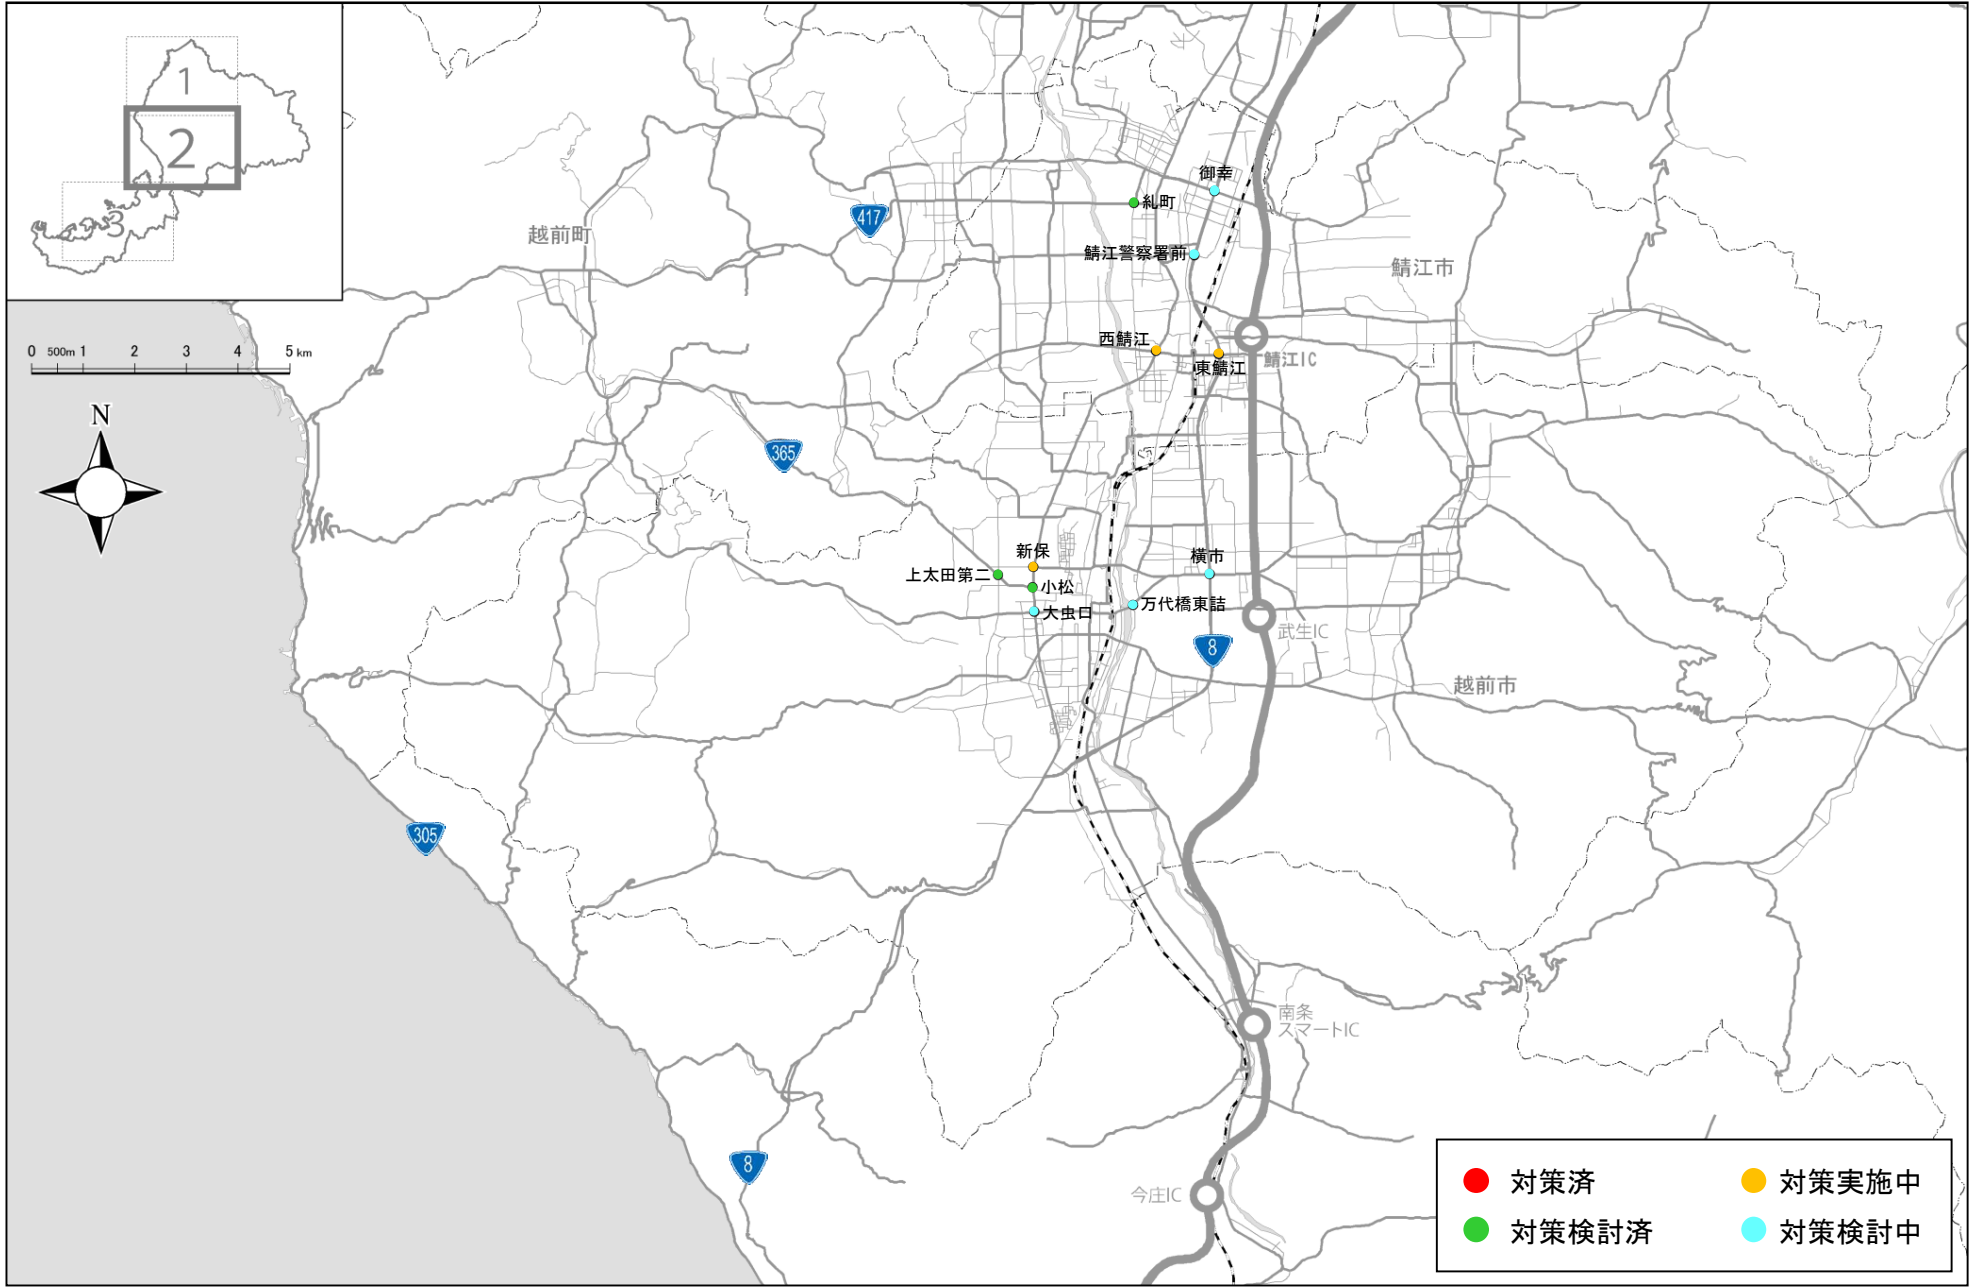 1
2
3
0 500m 1 2 3 4 5 km
N
417
越前町
御幸
糺町
鯖江警察署前
鯖江市
西鯖江
東鯖江
鯖江IC
365
新保
上太田第二
小松
大虫口
横市
万代橋東詰
武生IC
8
越前市
305
南条
スマートIC
8
今庄IC
対策済
対策実施中
対策検討済
対策検討中